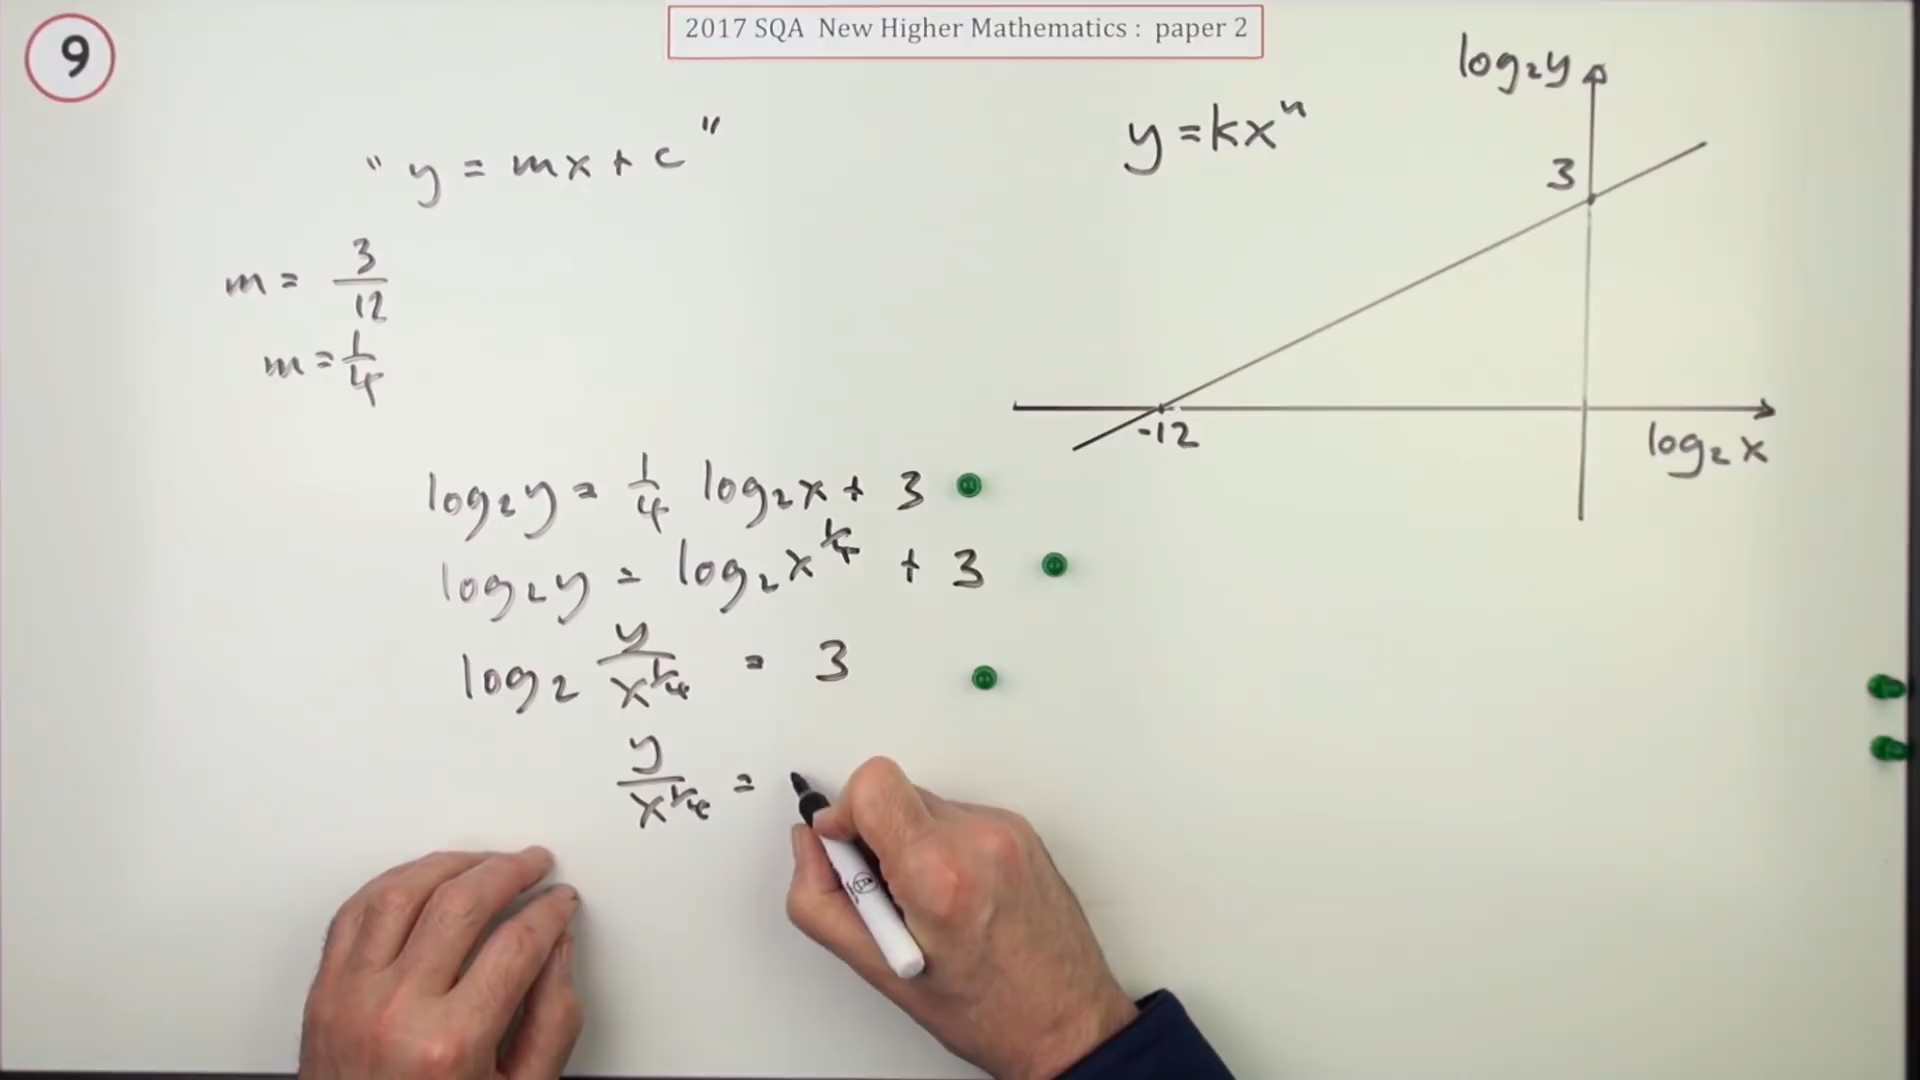 9
2017 SQA New Higher Mathematics : paper 2
" y = mx + c "
m = 3/12
m = 1/4
log₂y = 1/4 log₂x + 3
log₂y = log₂x^1/4 + 3
log₂ y/x^1/4 = 3
y/x^1/4 =
y = kxⁿ
log₂y
3
-12
log₂x